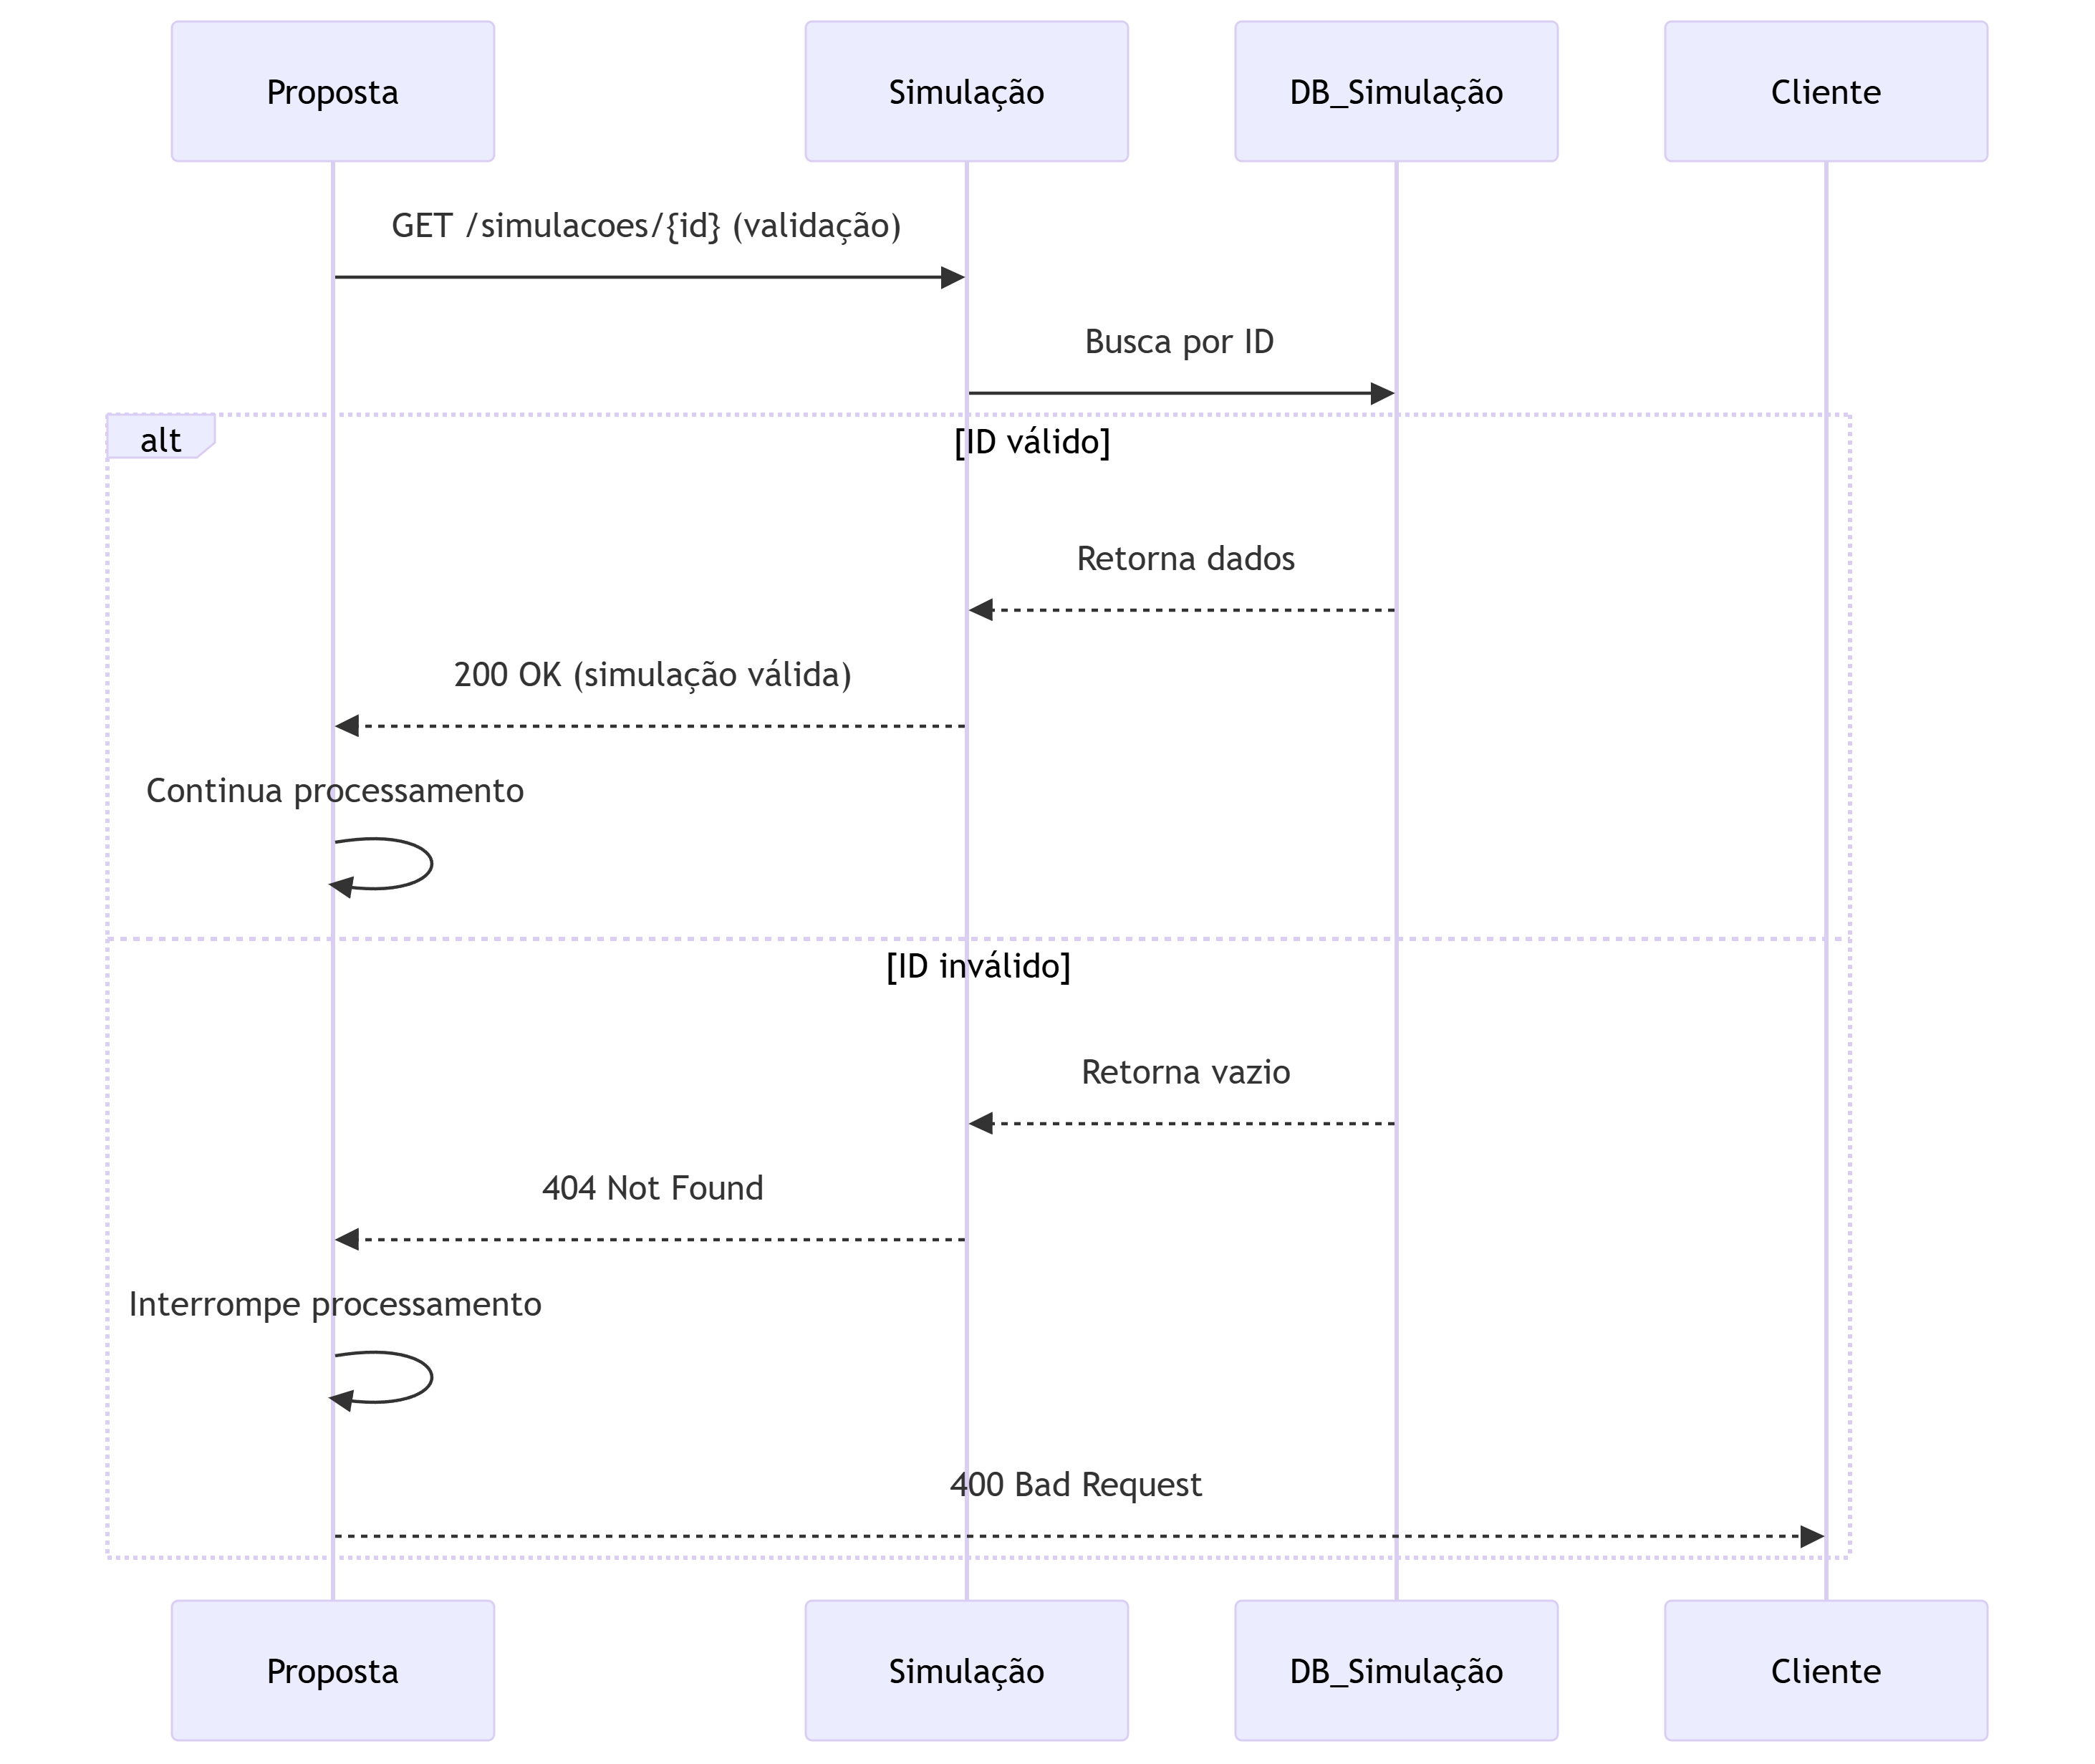 Proposta
Simulação
DB_Simulação
Cliente
GET /simulacoes/{id} (validação)
Busca por ID
alt
[ID válido]
Retorna dados
200 OK (simulação válida)
Continua processamento
[ID inválido]
Retorna vazio
404 Not Found
Interrompe processamento
400 Bad Request
Proposta
Simulação
DB_Simulação
Cliente